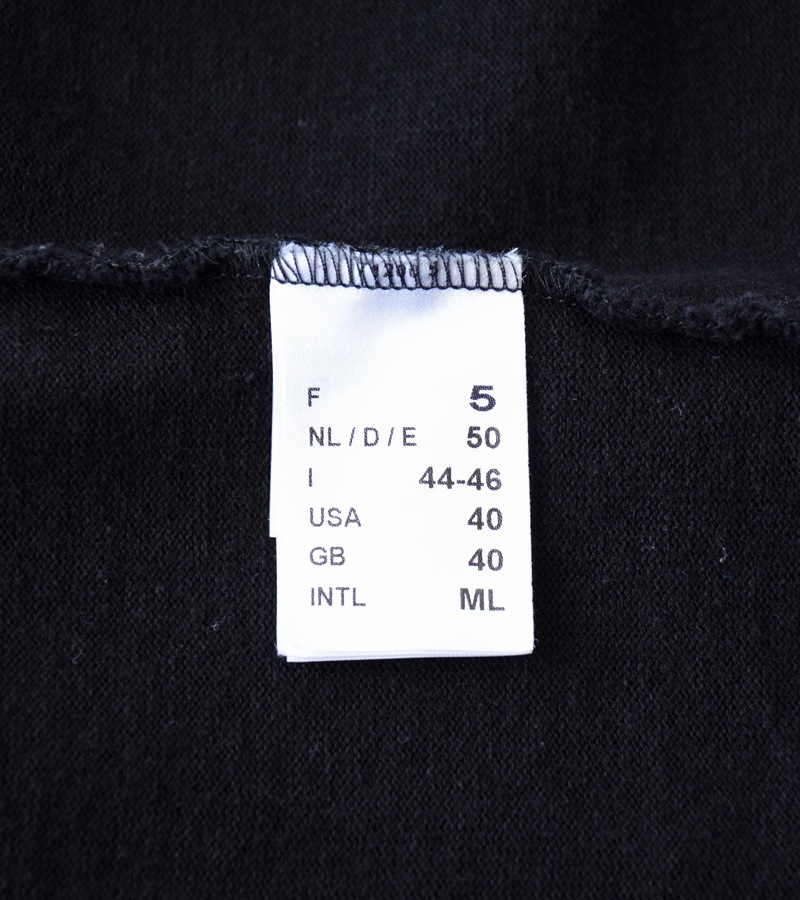 F 5
NL / D / E 50
I 44-46
USA 40
GB 40
INTL ML